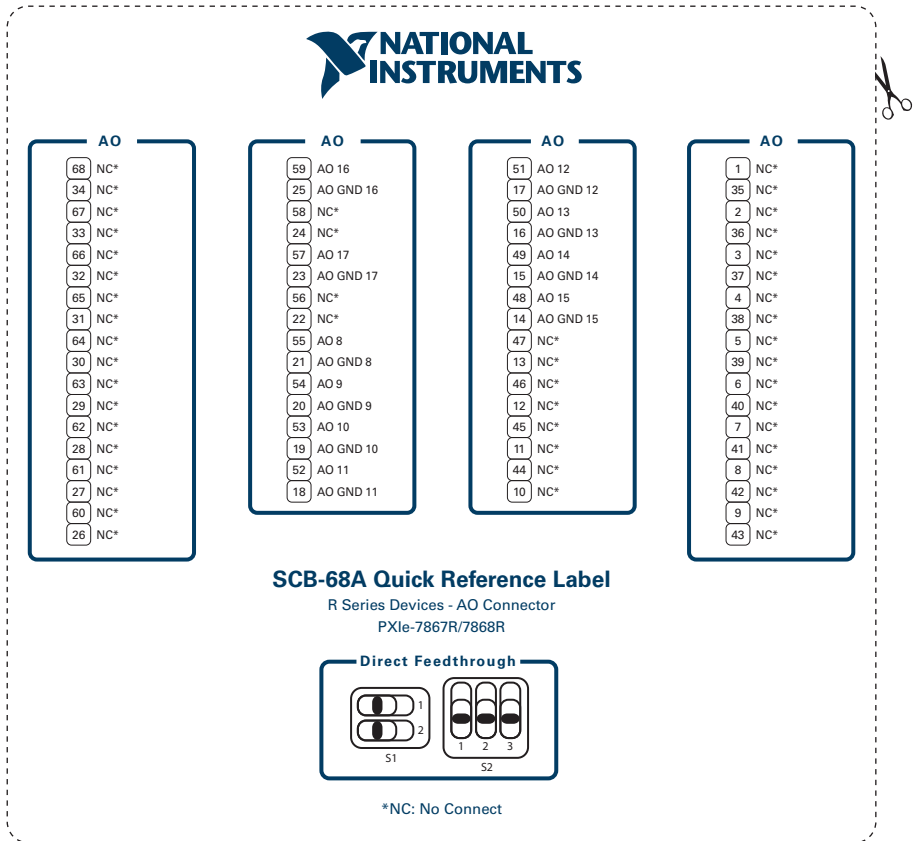 NATIONAL
INSTRUMENTS
AO
68 NC*
34 NC*
67 NC*
33 NC*
66 NC*
32 NC*
65 NC*
31 NC*
64 NC*
30 NC*
63 NC*
29 NC*
62 NC*
28 NC*
61 NC*
27 NC*
60 NC*
26 NC*
AO
59 AO 16
25 AO GND 16
58 NC*
24 NC*
57 AO 17
23 AO GND 17
56 NC*
22 NC*
55 AO 8
21 AO GND 8
54 AO 9
20 AO GND 9
53 AO 10
19 AO GND 10
52 AO 11
18 AO GND 11
AO
51 AO 12
17 AO GND 12
50 AO 13
16 AO GND 13
49 AO 14
15 AO GND 14
48 AO 15
14 AO GND 15
47 NC*
13 NC*
46 NC*
12 NC*
45 NC*
11 NC*
44 NC*
10 NC*
AO
1 NC*
35 NC*
2 NC*
36 NC*
3 NC*
37 NC*
4 NC*
38 NC*
5 NC*
39 NC*
6 NC*
40 NC*
7 NC*
41 NC*
8 NC*
42 NC*
9 NC*
43 NC*
SCB-68A Quick Reference Label
R Series Devices - AO Connector
PXIe-7867R/7868R
Direct Feedthrough
1
2
S1
1 2 3
S2
*NC: No Connect